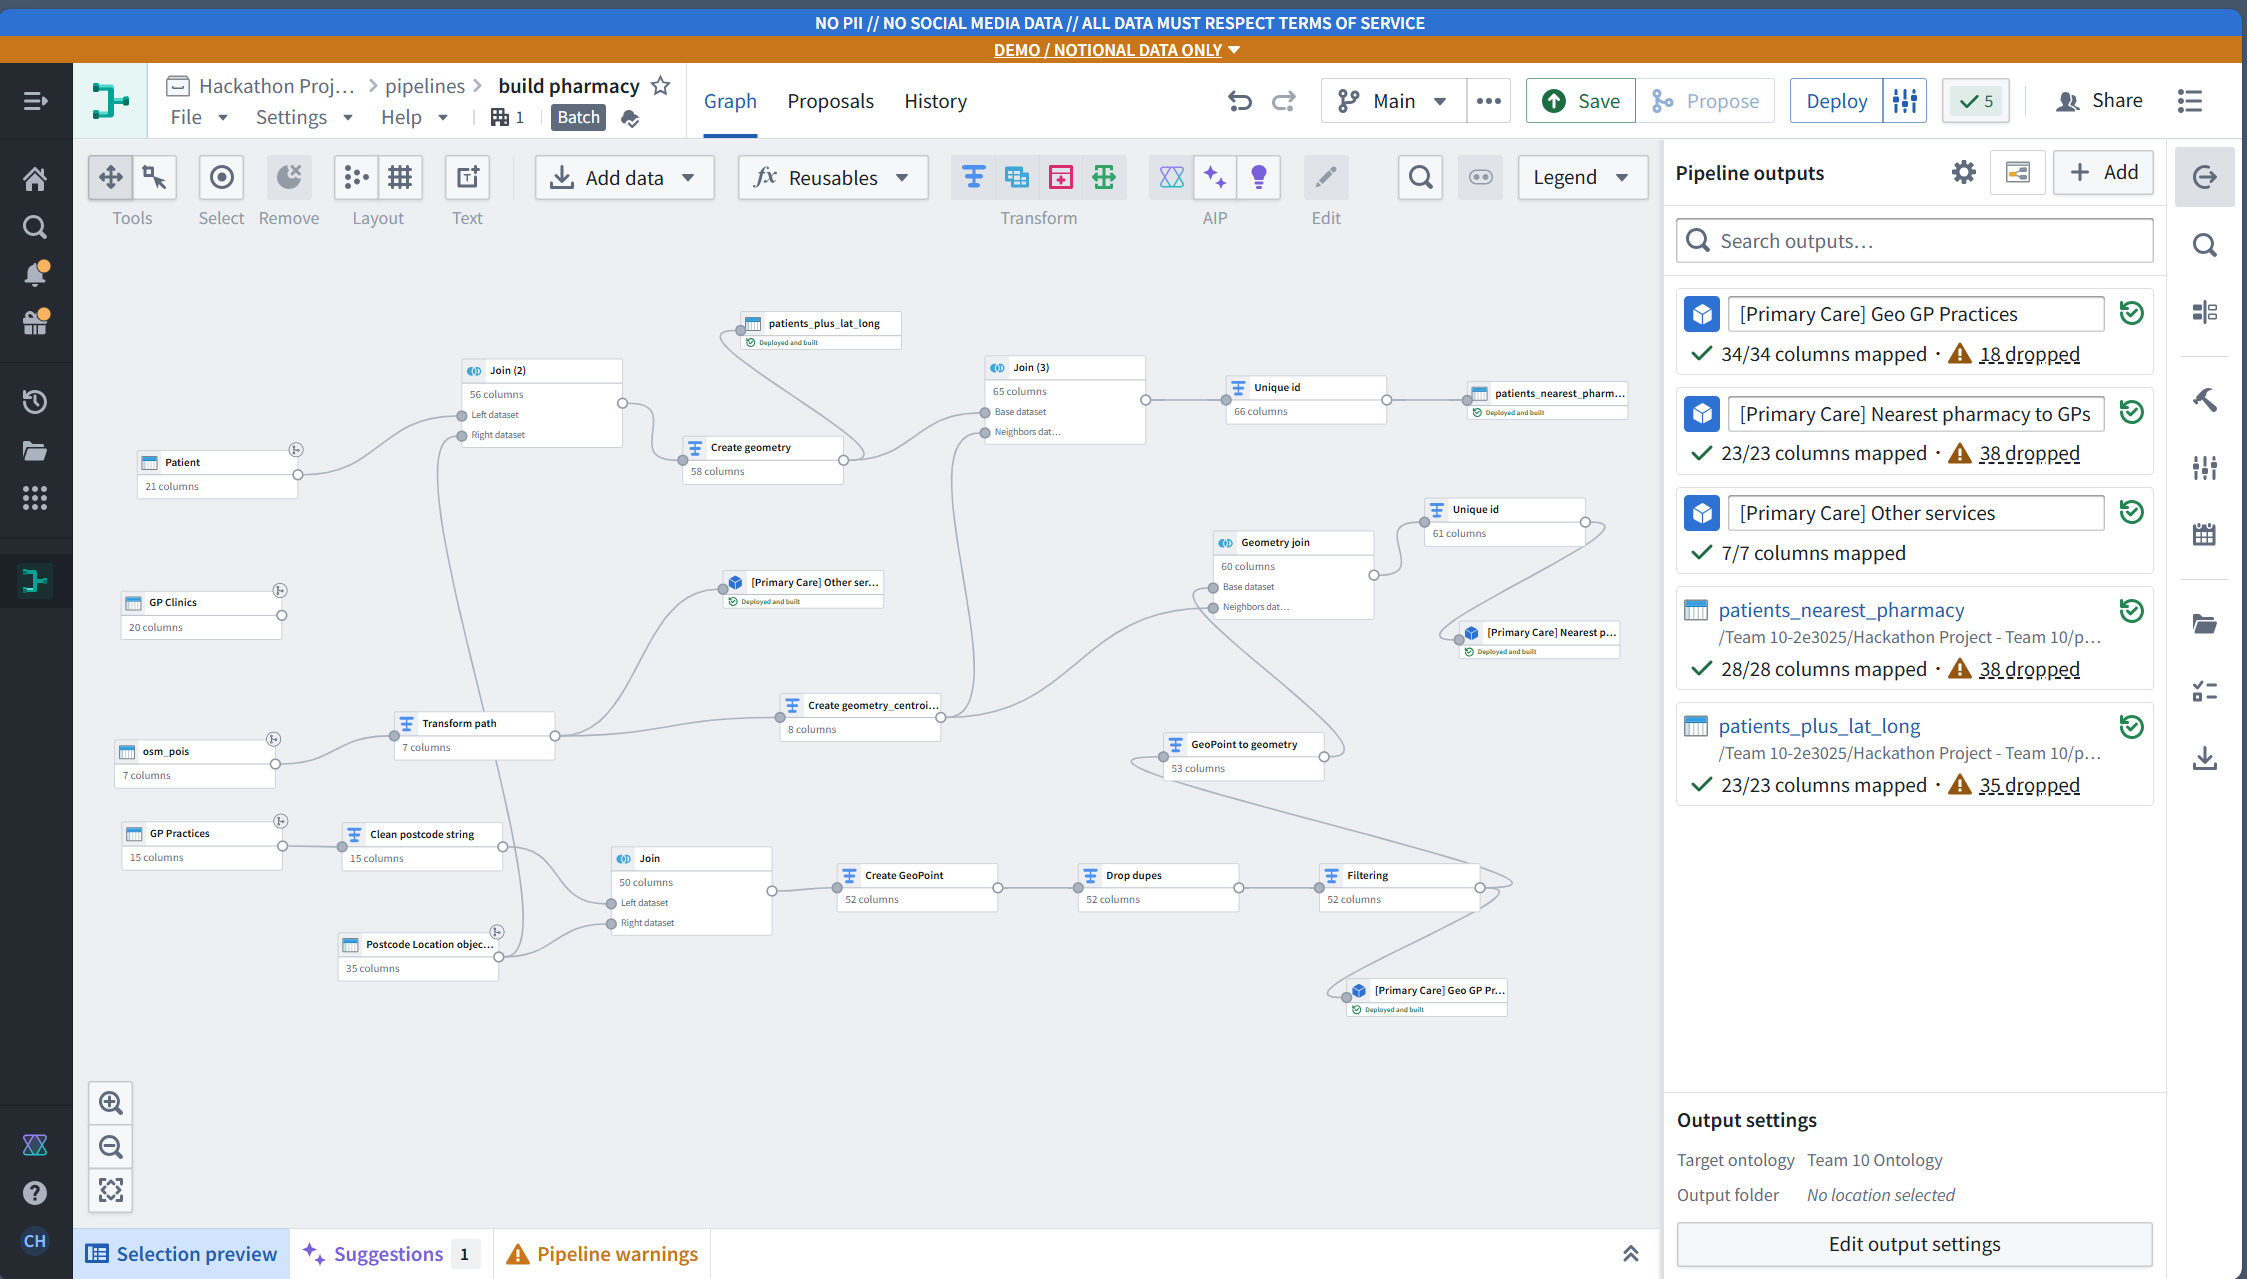 NO PII // NO SOCIAL MEDIA DATA // ALL DATA MUST RESPECT TERMS OF SERVICE
DEMO / NOTIONAL DATA ONLY
Hackathon Proj… > pipelines > build pharmacy
File Settings Help 1 Batch
Graph Proposals History
Main Save Propose Deploy 5 Share
Add data Reusables Legend
Tools Select Remove Layout Text Transform AIP Edit
patients_plus_lat_long
Deployed and built
Join (2)
56 columns
Left dataset
Right dataset
Join (3)
65 columns
Base dataset
Neighbors dat…
Unique id
66 columns
patients_nearest_pharm…
Deployed and built
Create geometry
58 columns
Patient
21 columns
Unique id
61 columns
Geometry join
60 columns
Base dataset
Neighbors dat…
[Primary Care] Other ser…
Deployed and built
GP Clinics
20 columns
[Primary Care] Nearest p…
Deployed and built
Create geometry_centroi…
8 columns
Transform path
7 columns
osm_pois
7 columns
GeoPoint to geometry
53 columns
GP Practices
15 columns
Clean postcode string
15 columns
Join
50 columns
Left dataset
Right dataset
Create GeoPoint
52 columns
Drop dupes
52 columns
Filtering
52 columns
Postcode Location objec…
35 columns
[Primary Care] Geo GP Pr…
Deployed and built
Pipeline outputs
Add
Search outputs…
[Primary Care] Geo GP Practices
34/34 columns mapped · 18 dropped
[Primary Care] Nearest pharmacy to GPs
23/23 columns mapped · 38 dropped
[Primary Care] Other services
7/7 columns mapped
patients_nearest_pharmacy
/Team 10-2e3025/Hackathon Project - Team 10/p…
28/28 columns mapped · 38 dropped
patients_plus_lat_long
/Team 10-2e3025/Hackathon Project - Team 10/p…
23/23 columns mapped · 35 dropped
Output settings
Target ontology Team 10 Ontology
Output folder No location selected
Edit output settings
CH
Selection preview Suggestions 1 Pipeline warnings